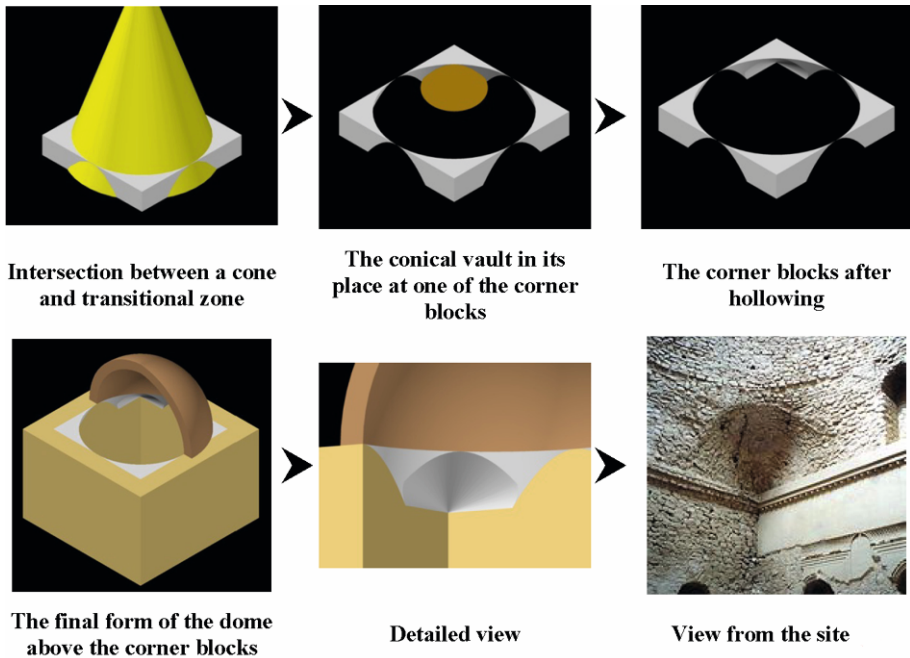 Intersection between a cone
and transitional zone
The conical vault in its
place at one of the corner
blocks
The corner blocks after
hollowing
The final form of the dome
above the corner blocks
Detailed view
View from the site